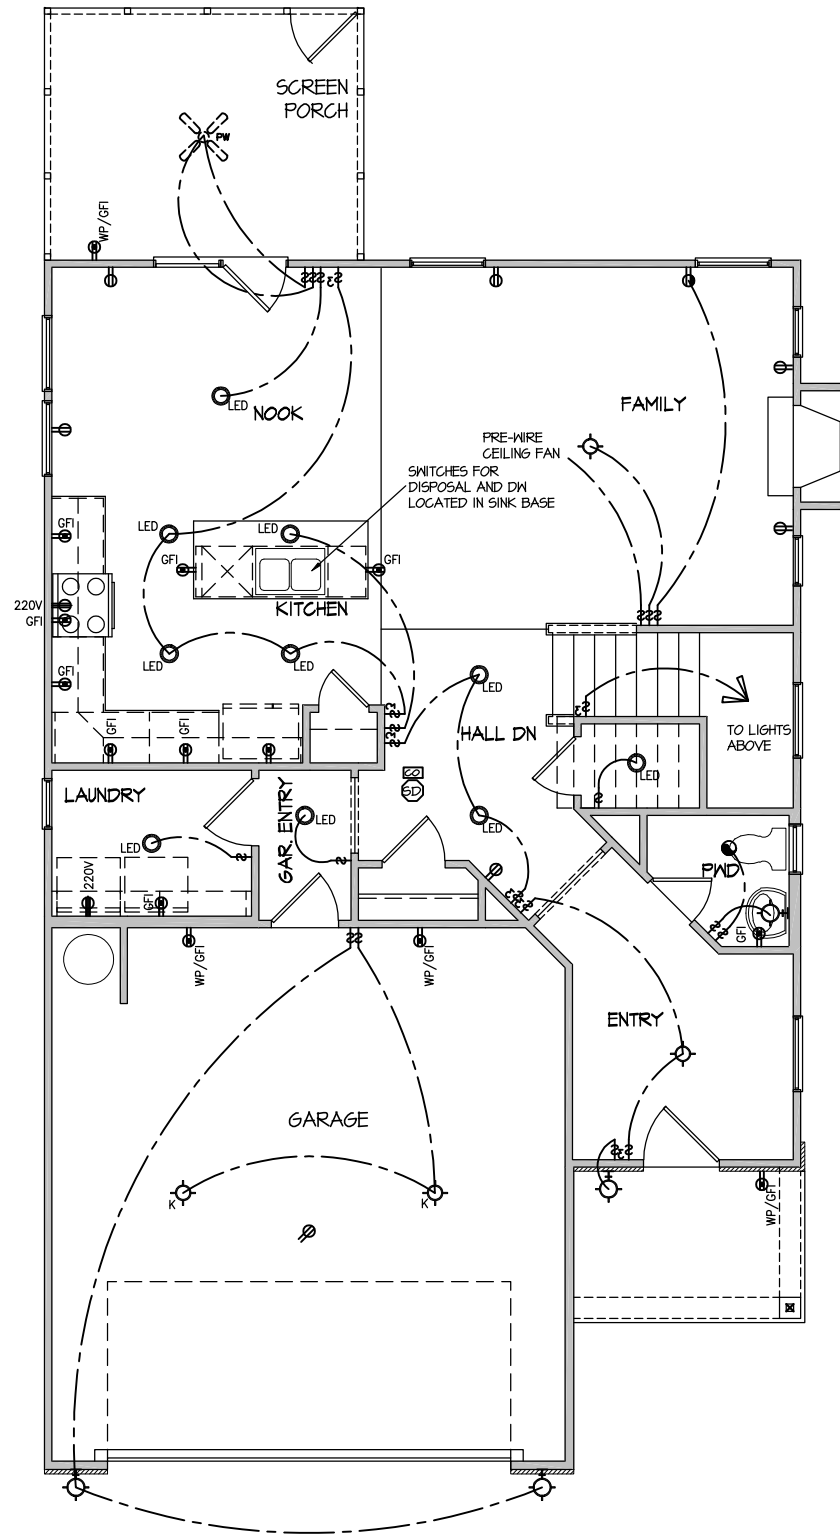 SCREEN
PORCH
PW
WP/GFI
LED
NOOK
FAMILY
PRE-WIRE
CEILING FAN
SWITCHES FOR
DISPOSAL AND DW
LOCATED IN SINK BASE
LED
LED
GFI
GFI
GFI
220V
GFI
KITCHEN
LED
LED
GFI
LED
GFI
GFI
HALL DN
TO LIGHTS
ABOVE
LED
S
SD
LAUNDRY
GAR. ENTRY
LED
LED
LED
220V
GFI
PWD
GFI
WP/GFI
WP/GFI
ENTRY
GARAGE
K
K
WP/GFI